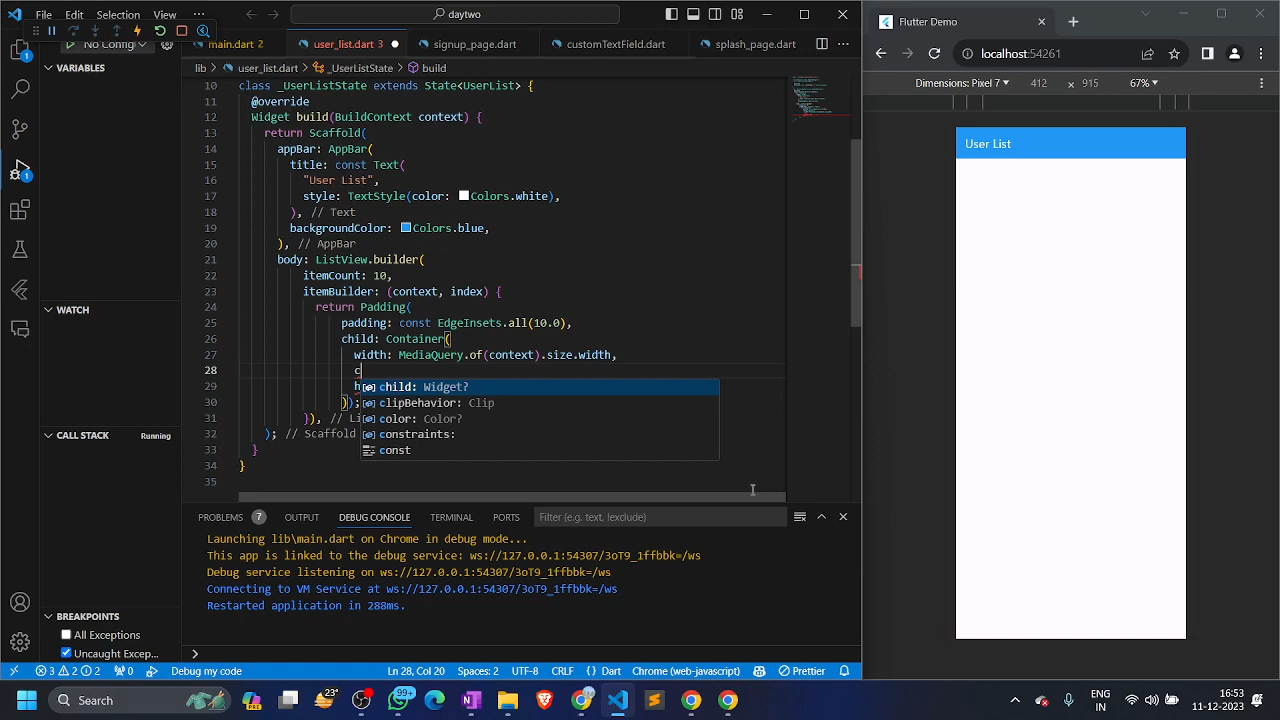 File Edit Selection View ··· daytwo
No Config
main.dart 2 user_list.dart 3 signup_page.dart customTextField.dart splash_page.dart
lib > user_list.dart > _UserListState > build
VARIABLES
WATCH
CALL STACK Running
BREAKPOINTS
All Exceptions
Uncaught Excep...
10 class _UserListState extends State<UserList> {
11 @override
12 Widget build(BuildContext context) {
13 return Scaffold(
14 appBar: AppBar(
15 title: const Text(
16 "User List",
17 style: TextStyle(color: Colors.white),
18 ), // Text
19 backgroundColor: Colors.blue,
20 ), // AppBar
21 body: ListView.builder(
22 itemCount: 10,
23 itemBuilder: (context, index) {
24 return Padding(
25 padding: const EdgeInsets.all(10.0),
26 child: Container(
27 width: MediaQuery.of(context).size.width,
28 c
29 h
30 ));
31 }), // Li
32 ); // Scaffold
33 }
34 }
35
child: Widget?
clipBehavior: Clip
color: Color?
constraints:
const
PROBLEMS 7 OUTPUT DEBUG CONSOLE TERMINAL PORTS Filter (e.g. text, !exclude)
Launching lib\main.dart on Chrome in debug mode...
This app is linked to the debug service: ws://127.0.0.1:54307/3oT9_1ffbbk=/ws
Debug service listening on ws://127.0.0.1:54307/3oT9_1ffbbk=/ws
Connecting to VM Service at ws://127.0.0.1:54307/3oT9_1ffbbk=/ws
Restarted application in 288ms.
3 2 2 0 Debug my code Ln 28, Col 20 Spaces: 2 UTF-8 CRLF { } Dart Chrome (web-javascript) Prettier
Flutter Demo
localhost:54261
Dimensions: Pixel 7 412 × 915 67%
User List
Search 23° 99+ ENG IN 16:53 11-12-2023